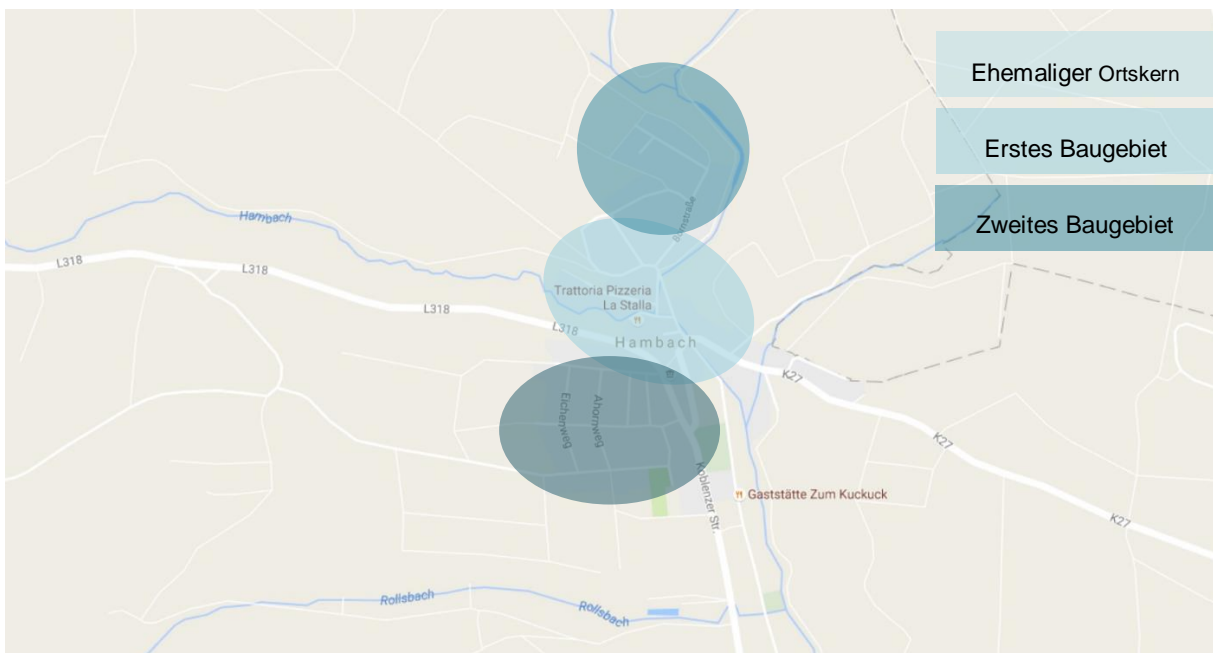 Ehemaliger Ortskern
Erstes Baugebiet
Zweites Baugebiet
Hambach
L318
L318
L318
L318
Bornstraße
Trattoria Pizzeria
La Stalla
Hambach
K27
K27
K27
Eichenweg
Ahornweg
Koblenzer Str.
Gaststätte Zum Kuckuck
Rollsbach
Rollsbach